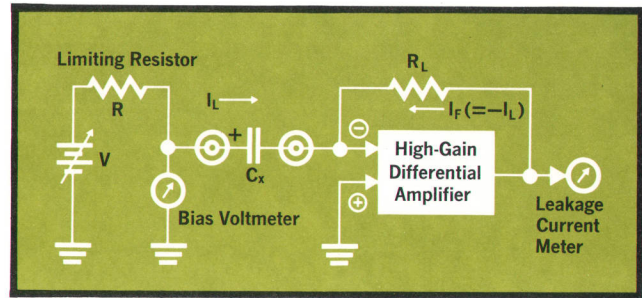 Limiting Resistor
R
V
Bias Voltmeter
I_L
+
C_x
R_L
I_F(=−I_L)
⊖
⊕
High-Gain
Differential
Amplifier
Leakage
Current
Meter